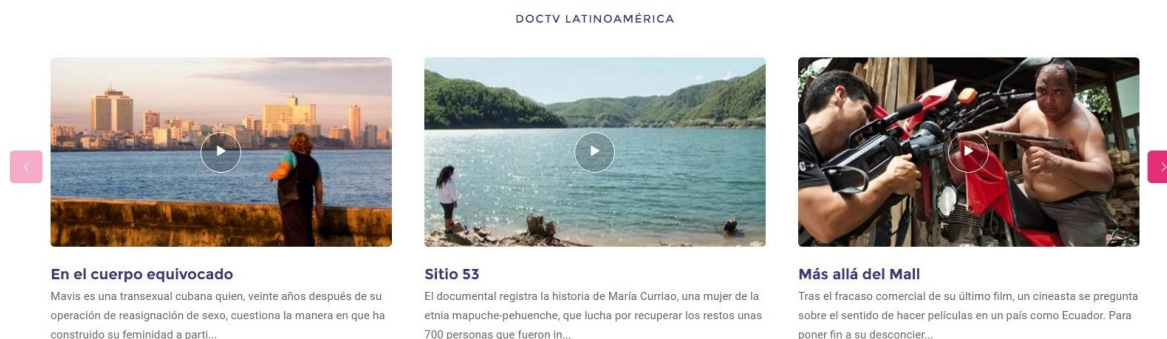 DOCTV LATINOAMÉRICA
En el cuerpo equivocado
Mavis es una transexual cubana quien, veinte años después de su
operación de reasignación de sexo, cuestiona la manera en que ha
construido su feminidad a parti...
Sitio 53
El documental registra la historia de María Curriao, una mujer de la
etnia mapuche-pehuenche, que lucha por recuperar los restos unas
700 personas que fueron in...
Más allá del Mall
Tras el fracaso comercial de su último film, un cineasta se pregunta
sobre el sentido de hacer películas en un país como Ecuador. Para
poner fin a su desconcier...